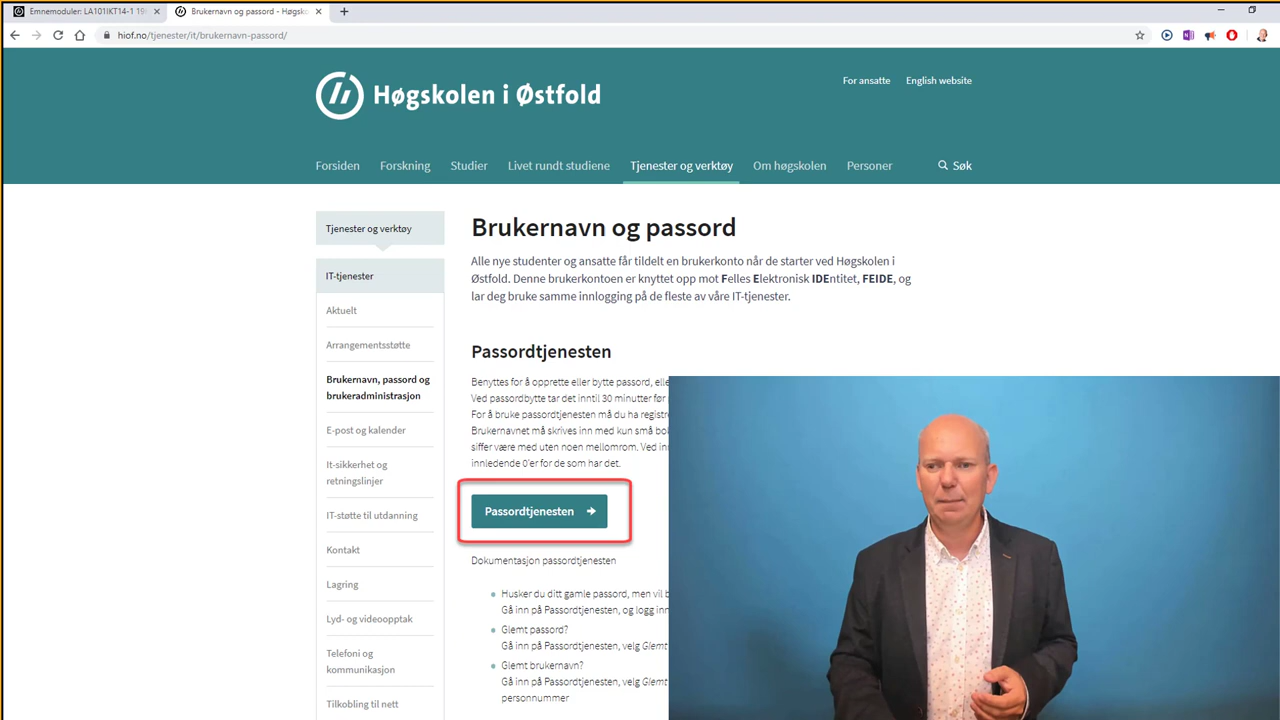 Emnemoduler: LA101IKT14-1
Brukernavn og passord - Høgsko
hiof.no/tjenester/it/brukernavn-passord/
Høgskolen i Østfold
For ansatte English website
Forsiden Forskning Studier Livet rundt studiene Tjenester og verktøy Om høgskolen Personer Søk
Tjenester og verktøy
IT-tjenester
Aktuelt
Arrangementsstøtte
Brukernavn, passord og
brukeradministrasjon
E-post og kalender
It-sikkerhet og
retningslinjer
IT-støtte til utdanning
Kontakt
Lagring
Lyd- og videoopptak
Telefoni og
kommunikasjon
Tilkobling til nett
Brukernavn og passord
Alle nye studenter og ansatte får tildelt en brukerkonto når de starter ved Høgskolen i
Østfold. Denne brukerkontoen er knyttet opp mot Felles Elektronisk IDEntitet, FEIDE, og
lar deg bruke samme innlogging på de fleste av våre IT-tjenester.
Passordtjenesten
Benyttes for å opprette eller bytte passord, elle
Ved passordbytte tar det inntil 30 minutter før
For å bruke passordtjenesten må du ha registre
Brukernavnet må skrives inn med kun små bok
siffer være med uten noen mellomrom. Ved inn
innledende 0'er for de som har det.
Passordtjenesten
Dokumentasjon passordtjenesten
Husker du ditt gamle passord, men vil b
Gå inn på Passordtjenesten, og logg inn
Glemt passord?
Gå inn på Passordtjenesten, velg Glemt
Glemt brukernavn?
Gå inn på Passordtjenesten, velg Glemt
personnummer